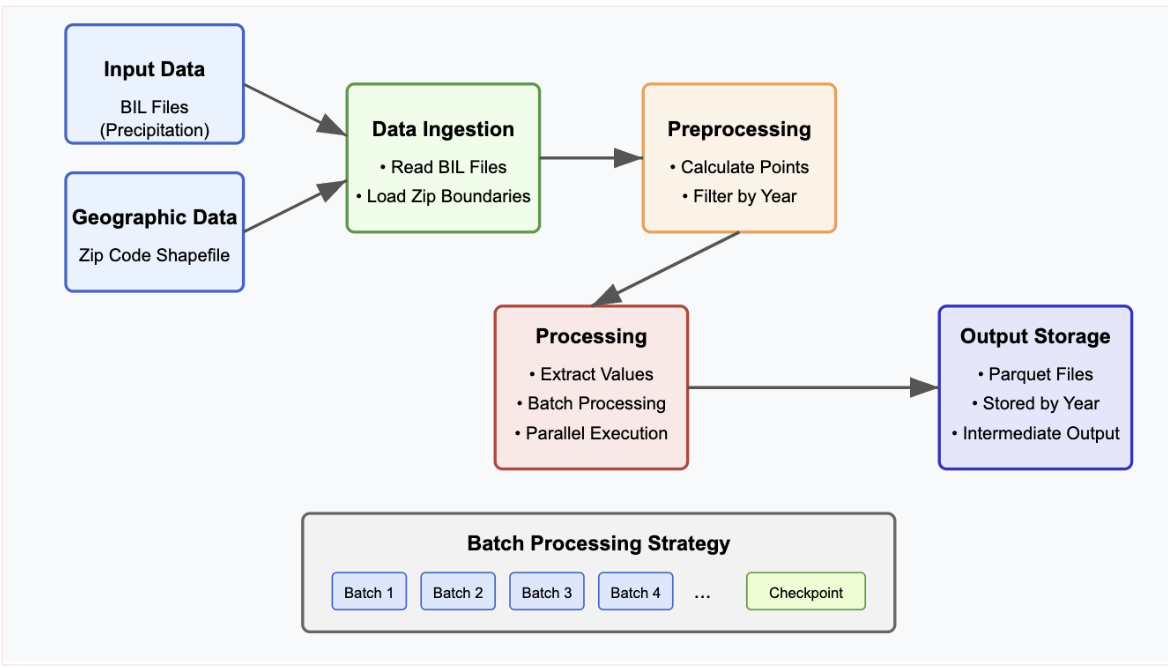 Input Data
BIL Files
(Precipitation)
Geographic Data
Zip Code Shapefile
Data Ingestion
• Read BIL Files
• Load Zip Boundaries
Preprocessing
• Calculate Points
• Filter by Year
Processing
• Extract Values
• Batch Processing
• Parallel Execution
Output Storage
• Parquet Files
• Stored by Year
• Intermediate Output
Batch Processing Strategy
Batch 1 Batch 2 Batch 3 Batch 4 ... Checkpoint